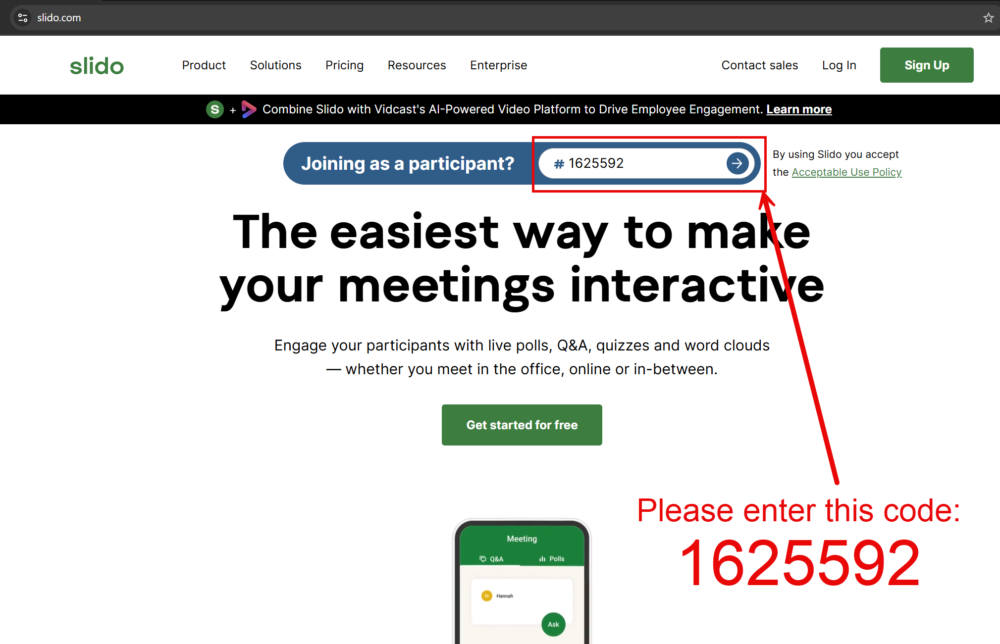 slido.com
slido
Product
Solutions
Pricing
Resources
Enterprise
Contact sales
Log In
Sign Up
S + Combine Slido with Vidcast's AI-Powered Video Platform to Drive Employee Engagement. Learn more
Joining as a participant?
# 1625592
By using Slido you accept
the Acceptable Use Policy
The easiest way to make
your meetings interactive
Engage your participants with live polls, Q&A, quizzes and word clouds
— whether you meet in the office, online or in-between.
Get started for free
Please enter this code:
1625592
Meeting
Q&A
Polls
H Hannah
Ask